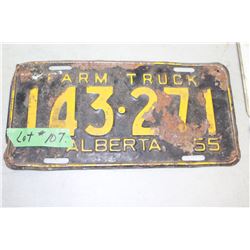 FARM TRUCK
143·271
Lot # 107.
ALBERTA 55